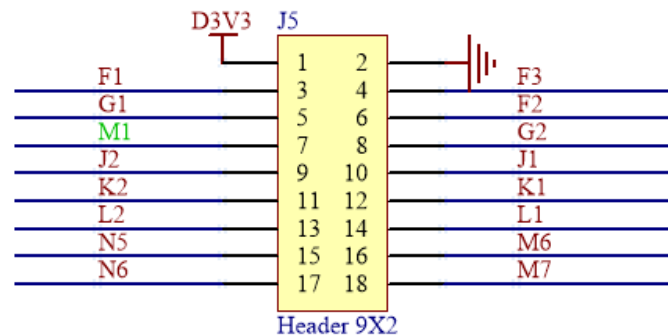 D3V3 J5
1 2
F1 3 4 F3
G1 5 6 F2
M1 7 8 G2
J2 9 10 J1
K2 11 12 K1
L2 13 14 L1
N5 15 16 M6
N6 17 18 M7
Header 9X2